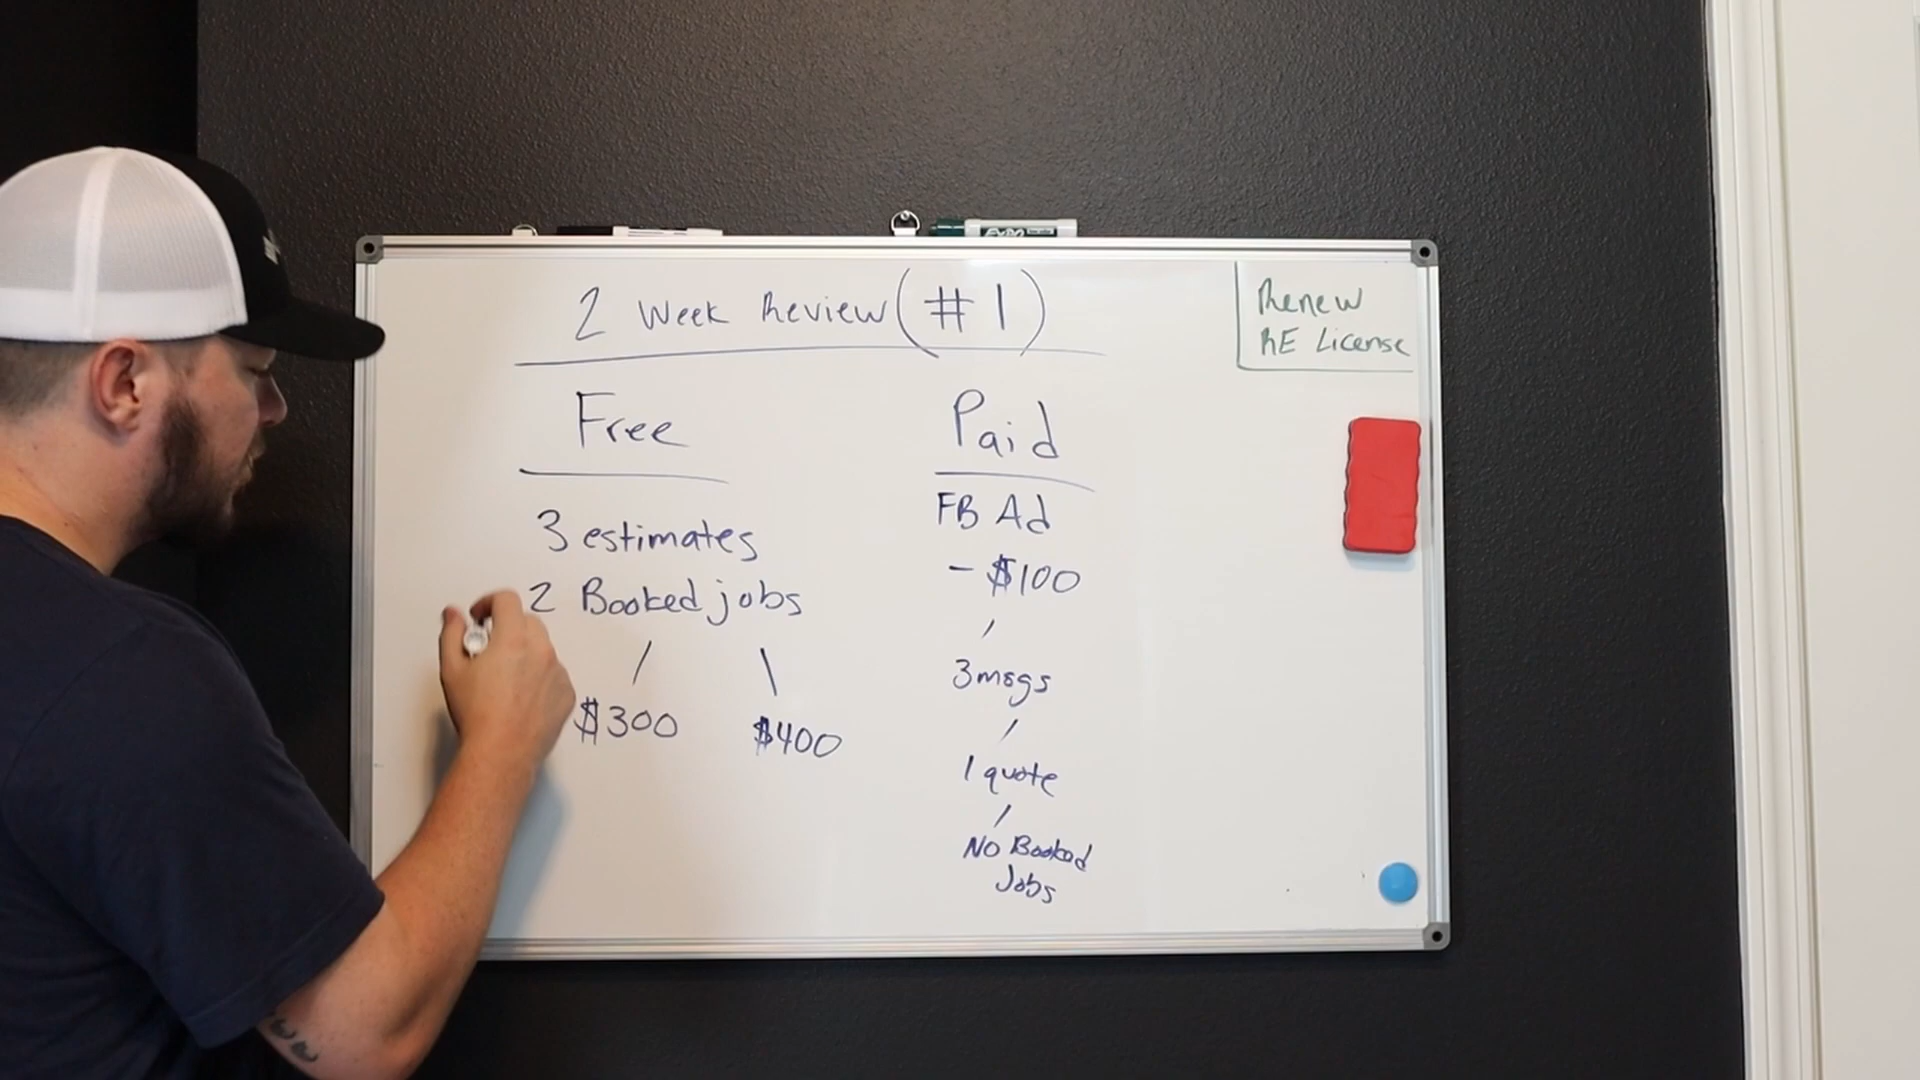 2 Week Review (#1)
Renew
RE License
Free
3 estimates
2 Booked jobs
$300
$400
Paid
FB Ad
- $100
3 msgs
1 quote
No Booked
Jobs
EXPO